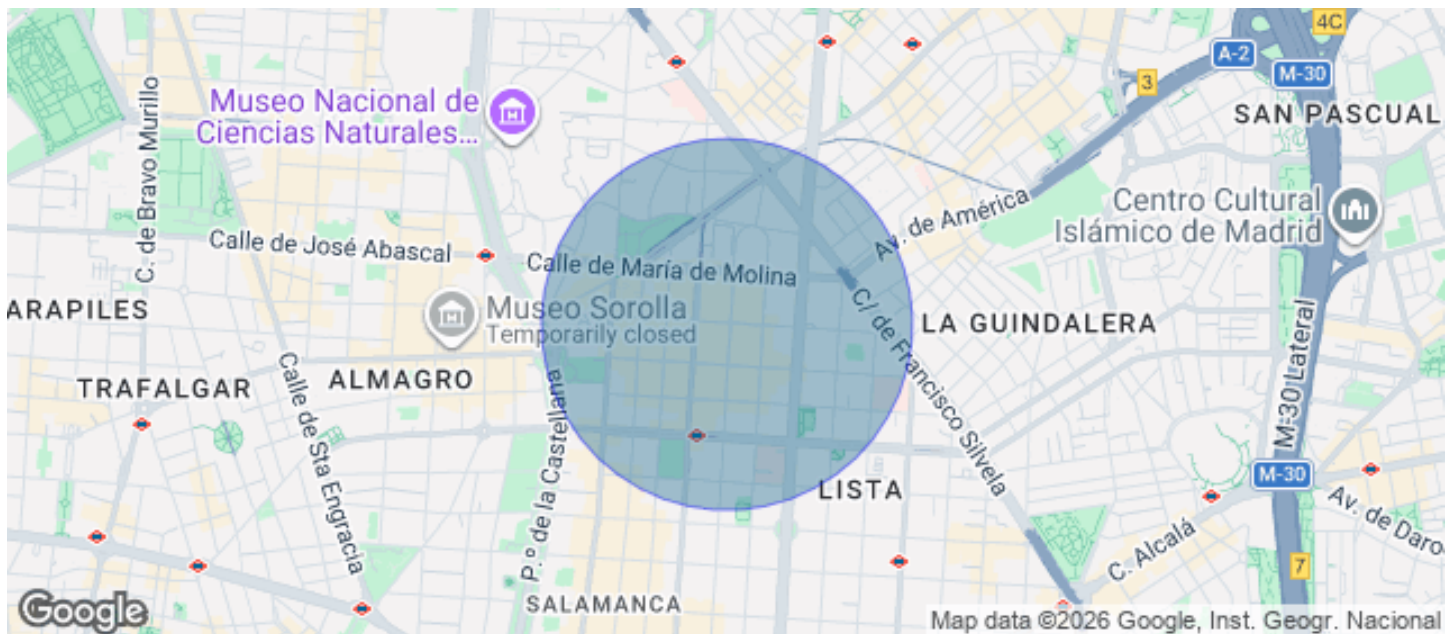 4C
A-2
M-30
3
Museo Nacional de
Ciencias Naturales...
SAN PASCUAL
C. de Bravo Murillo
Centro Cultural
Islámico de Madrid
Av. de América
Calle de José Abascal
Calle de María de Molina
ARAPILES
Museo Sorolla
Temporarily closed
C/ de Francisco Silvela
LA GUINDALERA
M-30 Lateral
TRAFALGAR
ALMAGRO
Calle de Sta Engracia
P.º de la Castellana
LISTA
M-30
Av. de Daroc
C. Alcalá
7
SALAMANCA
Google
Map data ©2026 Google, Inst. Geogr. Nacional